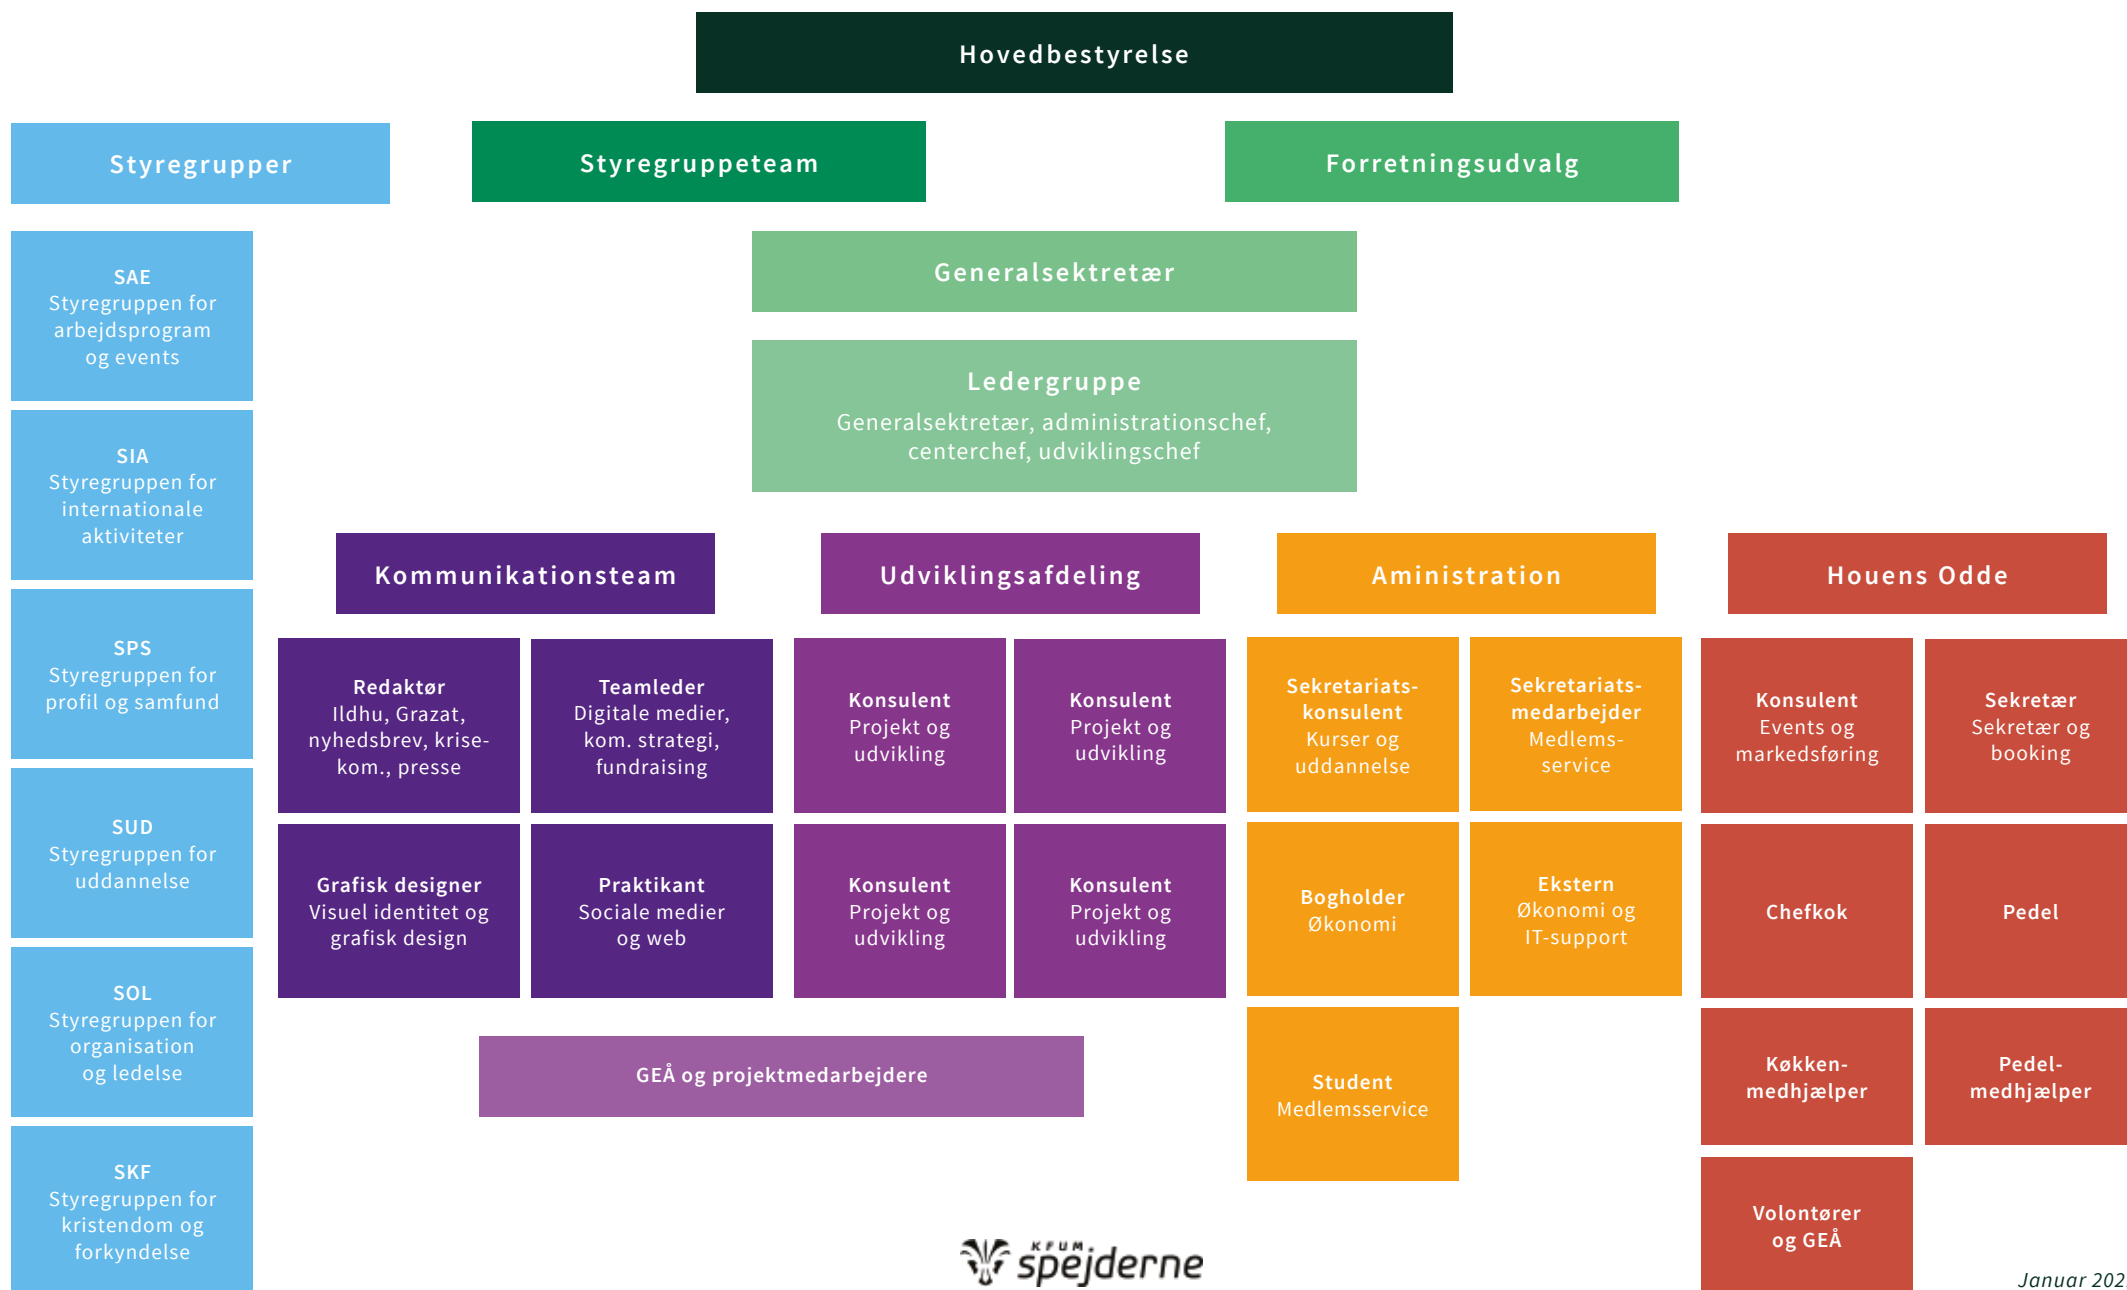 Hovedbestyrelse
Styregrupper
Styregruppeteam
Forretningsudvalg
Generalsektretær
Ledergruppe
Generalsektretær, administrationschef,
centerchef, udviklingschef
SAE
Styregruppen for
arbejdsprogram
og events
SIA
Styregruppen for
internationale
aktiviteter
SPS
Styregruppen for
profil og samfund
SUD
Styregruppen for
uddannelse
SOL
Styregruppen for
organisation
og ledelse
SKF
Styregruppen for
kristendom og
forkyndelse
Kommunikationsteam
Redaktør
Ildhu, Grazat,
nyhedsbrev, krise-
kom., presse
Teamleder
Digitale medier,
kom. strategi,
fundraising
Grafisk designer
Visuel identitet og
grafisk design
Praktikant
Sociale medier
og web
Udviklingsafdeling
Konsulent
Projekt og
udvikling
Konsulent
Projekt og
udvikling
Konsulent
Projekt og
udvikling
Konsulent
Projekt og
udvikling
GEÅ og projektmedarbejdere
Aministration
Sekretariats-
konsulent
Kurser og
uddannelse
Sekretariats-
medarbejder
Medlems-
service
Bogholder
Økonomi
Ekstern
Økonomi og
IT-support
Student
Medlemsservice
Houens Odde
Konsulent
Events og
markedsføring
Sekretær
Sekretær og
booking
Chefkok
Pedel
Køkken-
medhjælper
Pedel-
medhjælper
Volontører
og GEÅ
KFUM
spejderne
Januar